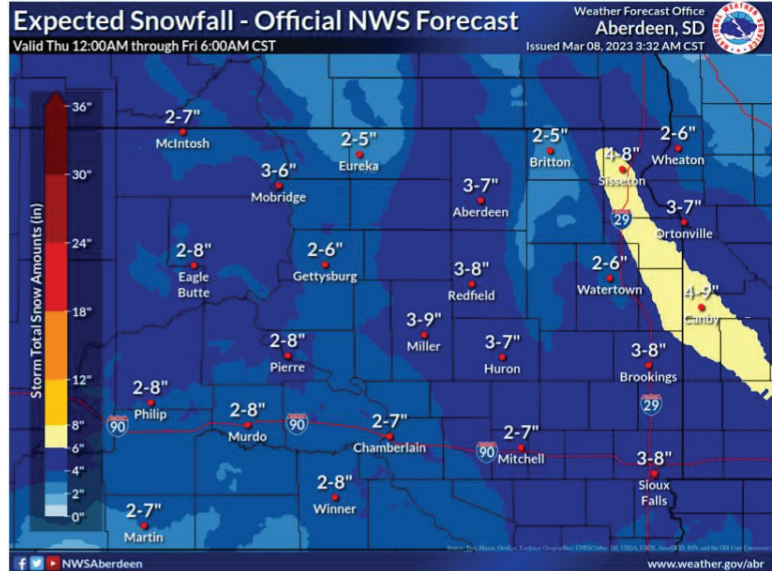 Expected Snowfall - Official NWS Forecast
Valid Thu 12:00AM through Fri 6:00AM CST
Weather Forecast Office
Aberdeen, SD
Issued Mar 08, 2023 3:32 AM CST
NATIONAL WEATHER SERVICE
Storm Total Snow Amounts (in)
36"
30"
24"
18"
12"
8"
6"
4"
3"
2"
1"
0"
2-7"
McIntosh
2-5"
Eureka
2-5"
Britton
2-6"
Wheaton
4-8"
Sisseton
3-6"
Mobridge
3-7"
Aberdeen
29
3-7"
Ortonville
2-8"
Eagle
Butte
2-6"
Gettysburg
3-8"
Redfield
2-6"
Watertown
4-9"
Canby
3-9"
Miller
3-7"
Huron
2-8"
Pierre
3-8"
Brookings
2-8"
Philip
29
90
2-8"
Murdo
90
2-7"
Chamberlain
90
2-7"
Mitchell
3-8"
Sioux
Falls
2-8"
Winner
2-7"
Martin
NWSAberdeen
www.weather.gov/abr